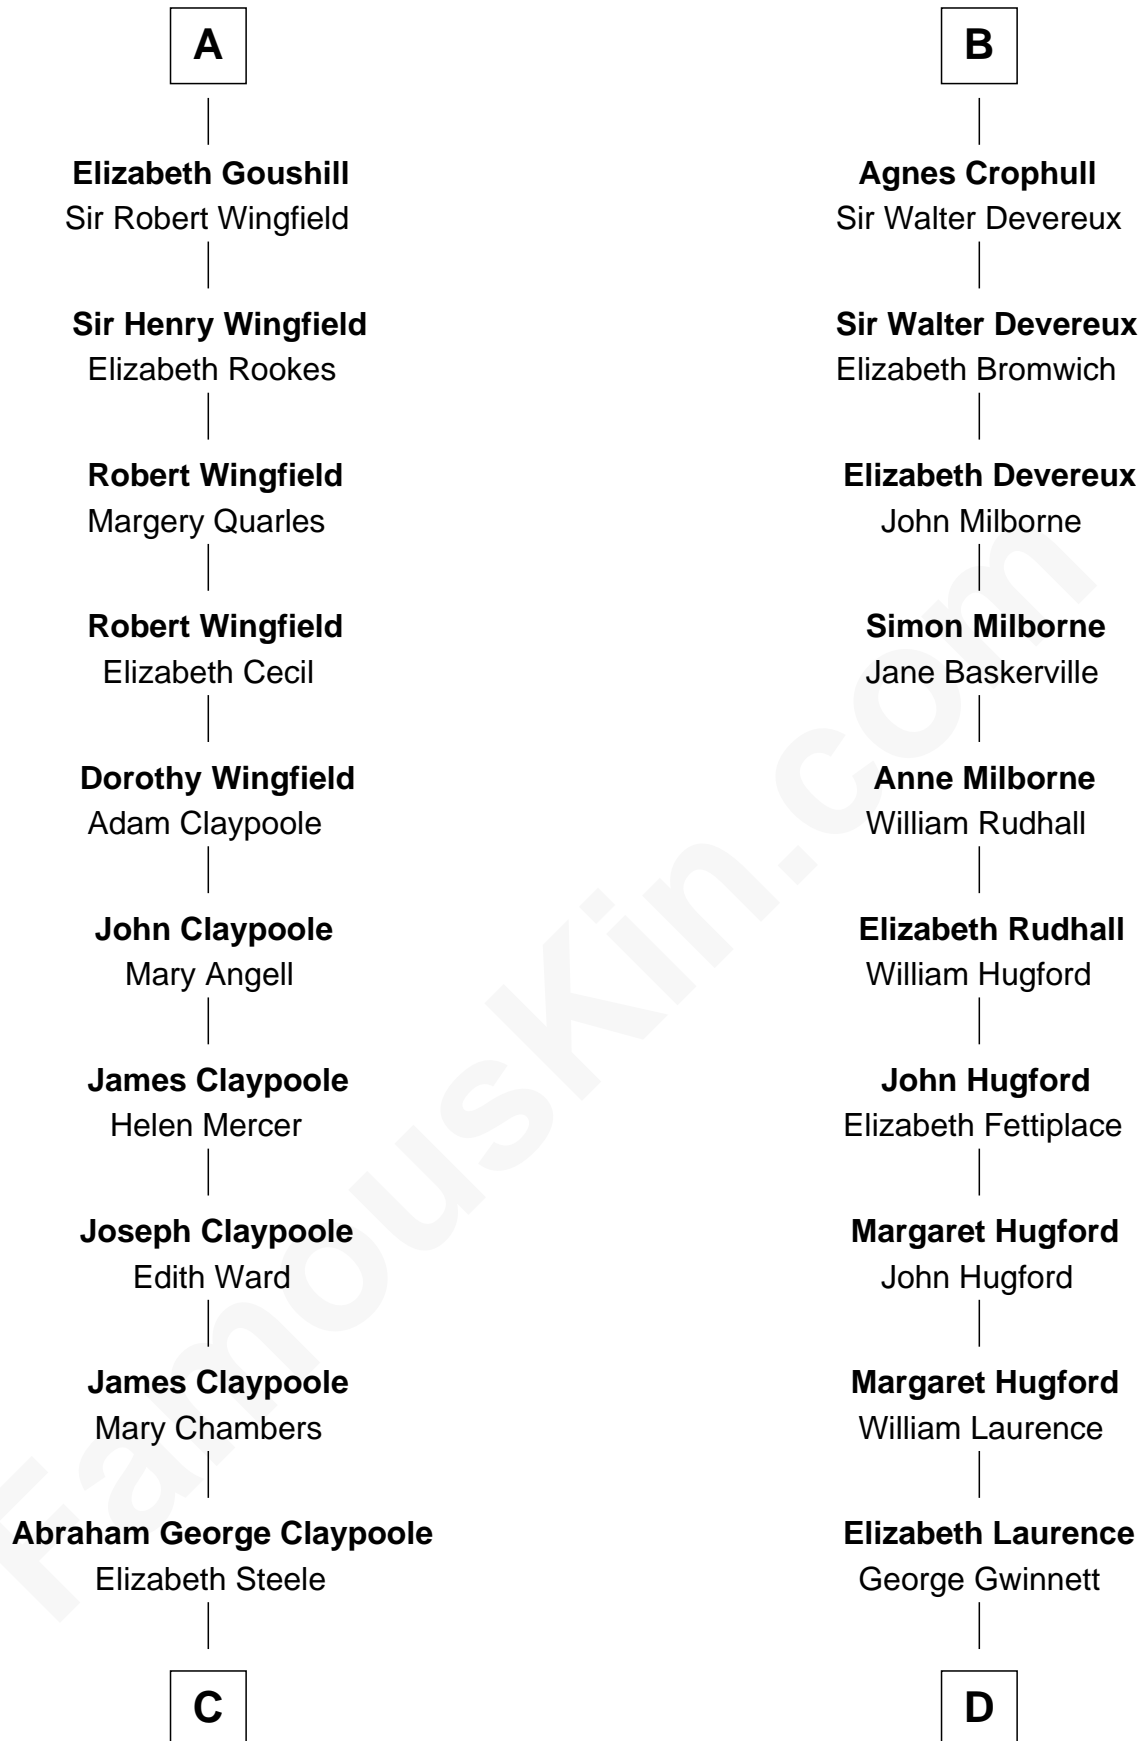 A
Elizabeth Goushill
Sir Robert Wingfield
Sir Henry Wingfield
Elizabeth Rookes
Robert Wingfield
Margery Quarles
Robert Wingfield
Elizabeth Cecil
Dorothy Wingfield
Adam Claypoole
John Claypoole
Mary Angell
James Claypoole
Helen Mercer
Joseph Claypoole
Edith Ward
James Claypoole
Mary Chambers
Abraham George Claypoole
Elizabeth Steele
C
B
Agnes Crophull
Sir Walter Devereux
Sir Walter Devereux
Elizabeth Bromwich
Elizabeth Devereux
John Milborne
Simon Milborne
Jane Baskerville
Anne Milborne
William Rudhall
Elizabeth Rudhall
William Hugford
John Hugford
Elizabeth Fettiplace
Margaret Hugford
John Hugford
Margaret Hugford
William Laurence
Elizabeth Laurence
George Gwinnett
D
FamousKin.com